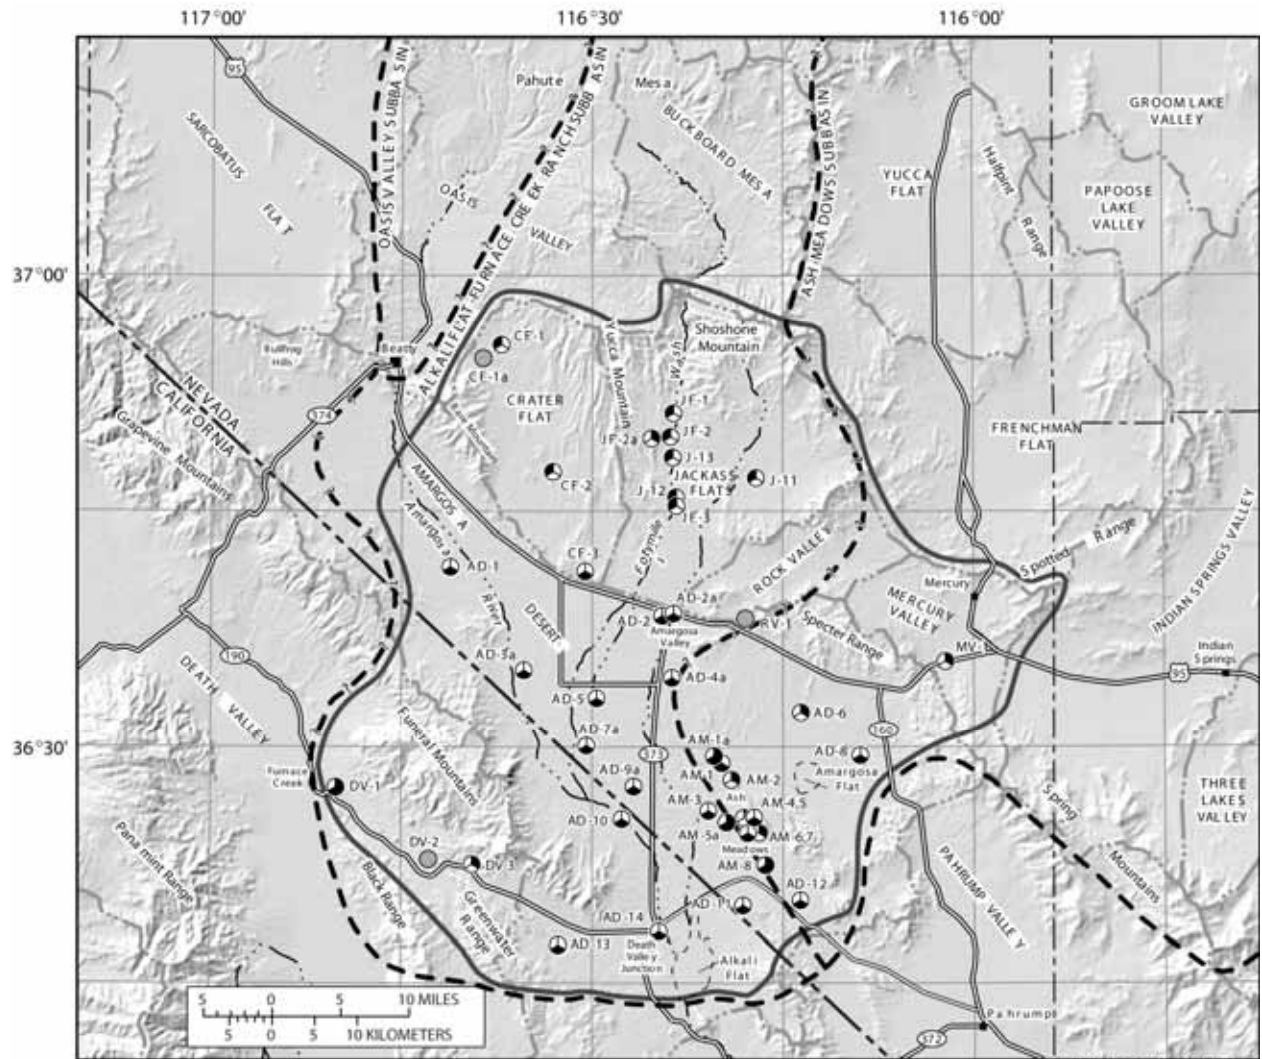 117°00'
116°30'
116°00'
95
OASIS VALLEY SUBBASIN
ALKALI FLAT-FURNACE CREEK RANCH SUBBASIN
Pahute Mesa
BUCKBOARD MESA
ASH MEADOWS SUBBASIN
GROOM LAKE
VALLEY
SARCOBATUS
FLAT
OASIS
VALLEY
YUCCA
FLAT
Halfpint
Range
PAPOOSE
LAKE
VALLEY
37°00'
Shoshone
Mountain
CF-1
Beatty
Bullfrog
Hills
CF-1a
Yucca Mountain
Wash
NEVADA
CALIFORNIA
374
CRATER
FLAT
JF-1
Grapevine Mountains
Bare Mountain
JF-2a
JF-2
FRENCHMAN
FLAT
J-13
CF-2
JACKASS
FLATS
J-12
J-11
JF-3
AMARGOSA
Amargosa
River
DESERT
Fortymile
ROCK VALLEY
Spotted Range
INDIAN SPRINGS VALLEY
CF-3
AD-1
Mercury
MERCURY
VALLEY
AD-2a
AD-2
RV-1
Amargosa
Valley
Specter Range
MV-1
Indian
Springs
95
190
DEATH VALLEY
AD-3a
AD-4a
AD-5
AD-6
160
Funeral Mountains
AD-7a
36°30'
AM-1a
AD-8
373
Furnace
Creek
DV-1
AM-1
AM-2
Amargosa
Flat
AD-9a
Ash
AM-3
AM-4,5
AD-10
AM-5a
AM-6,7
Meadows
THREE
LAKES
VALLEY
Spring
Mountains
Panamint Range
DV-2
DV 3
AM-8
Black Range
Greenwater
Range
AD-12
AD-11
PAHRUMP VALLEY
AD-14
AD-13
Death
Valley
Junction
Alkali
Flat
5 0 5 10 MILES
5 0 5 10 KILOMETERS
Pahrump
372